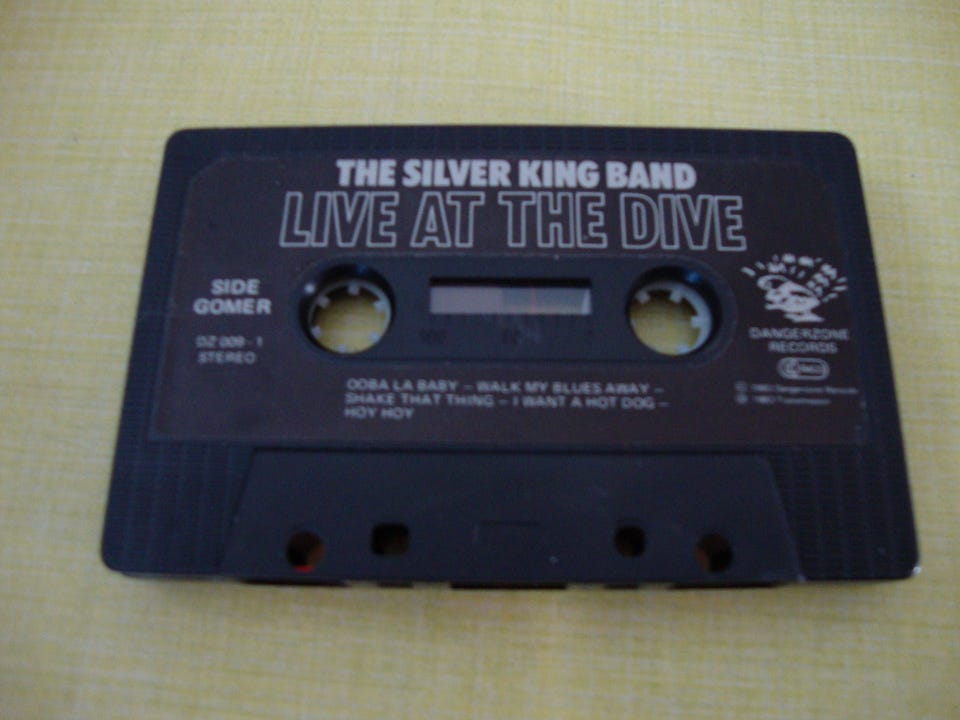 THE SILVER KING BAND
LIVE AT THE DIVE
SIDE
GOMER
DZ 009-1
STEREO
DANGERZONE
RECORDS
OOBA LA BABY – WALK MY BLUES AWAY –
SHAKE THAT THING – I WANT A HOT DOG –
HOY HOY